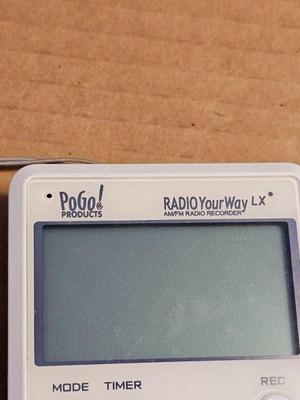 PoGo!
PRODUCTS
RADIO YourWay LX
AM/FM RADIO RECORDER
MODE TIMER REC